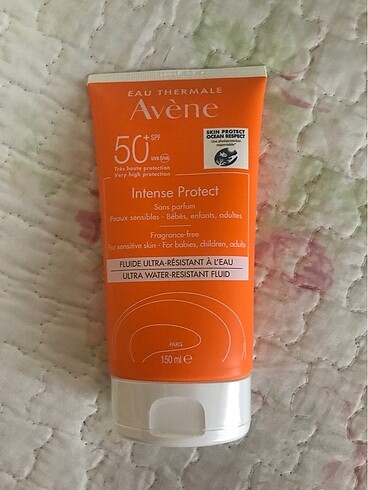 EAU THERMALE
Avène
50+ SPF
UVB-UVA
Très haute protection
Very high protection
SKIN PROTECT
OCEAN RESPECT
Intense Protect
Sans parfum
Peaux sensibles - Bébés, enfants, adultes
Fragrance-free
For sensitive skin - For babies, children, adults
FLUIDE ULTRA-RÉSISTANT À L'EAU
ULTRA WATER-RESISTANT FLUID
PARIS
150 ml e